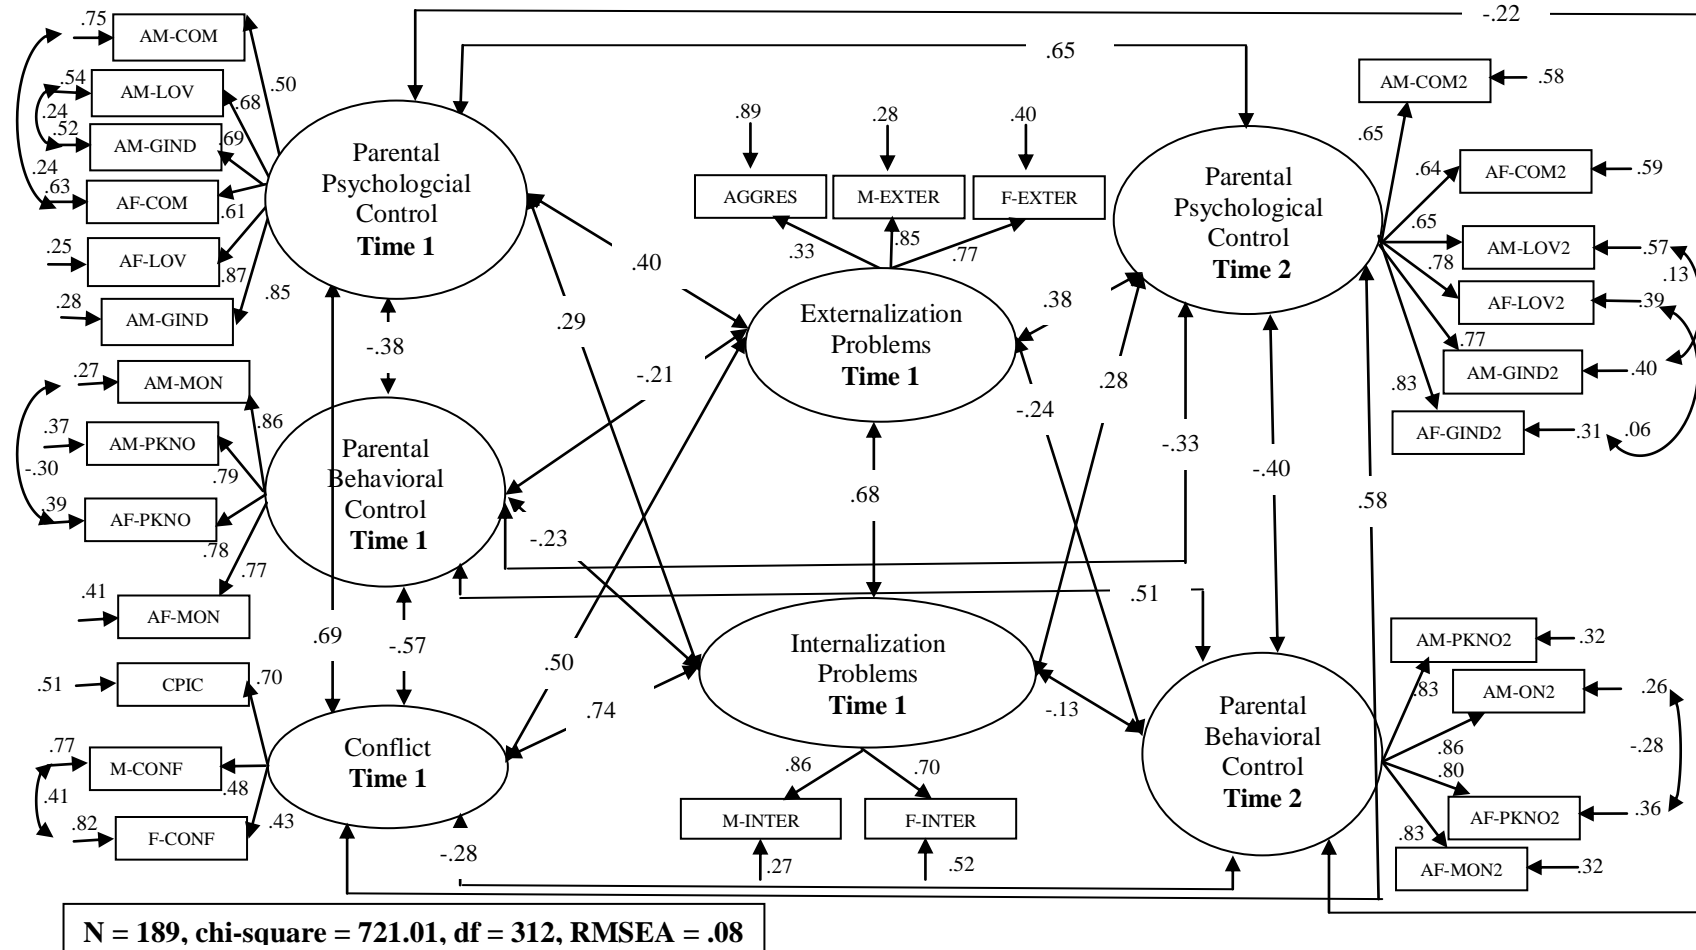 -.22
.65
.75
AM-COM
.50
.54
AM-LOV
.68
.24
.52
AM-GIND
.69
.24
.63
AF-COM
.61
.25
AF-LOV
.87
.28
AM-GIND
.85
Parental
Psychologcial
Control
Time 1
-.38
.27
AM-MON
.86
.37
AM-PKNO
.79
-.30
.39
AF-PKNO
.78
.41
AF-MON
.77
Parental
Behavioral
Control
Time 1
.69
-.57
.51
CPIC
.70
.77
M-CONF
.48
.41
.82
F-CONF
.43
Conflict
Time 1
-.28
.40
.29
-.21
-.23
.50
.74
.89
.28
.40
AGGRES
M-EXTER
F-EXTER
.33
.85
.77
Externalization
Problems
Time 1
.68
Internalization
Problems
Time 1
.86
.70
M-INTER
F-INTER
.27
.52
.38
.28
-.24
-.33
-.40
.58
.51
-.13
Parental
Psychological
Control
Time 2
AM-COM2
.58
.65
.64
AF-COM2
.59
.65
AM-LOV2
.57
.13
.78
AF-LOV2
.39
.77
AM-GIND2
.40
.83
AF-GIND2
.31
.06
Parental
Behavioral
Control
Time 2
AM-PKNO2
.32
.83
AM-ON2
.26
.86
-.28
.80
AF-PKNO2
.36
.83
AF-MON2
.32
N = 189, chi-square = 721.01, df = 312, RMSEA = .08